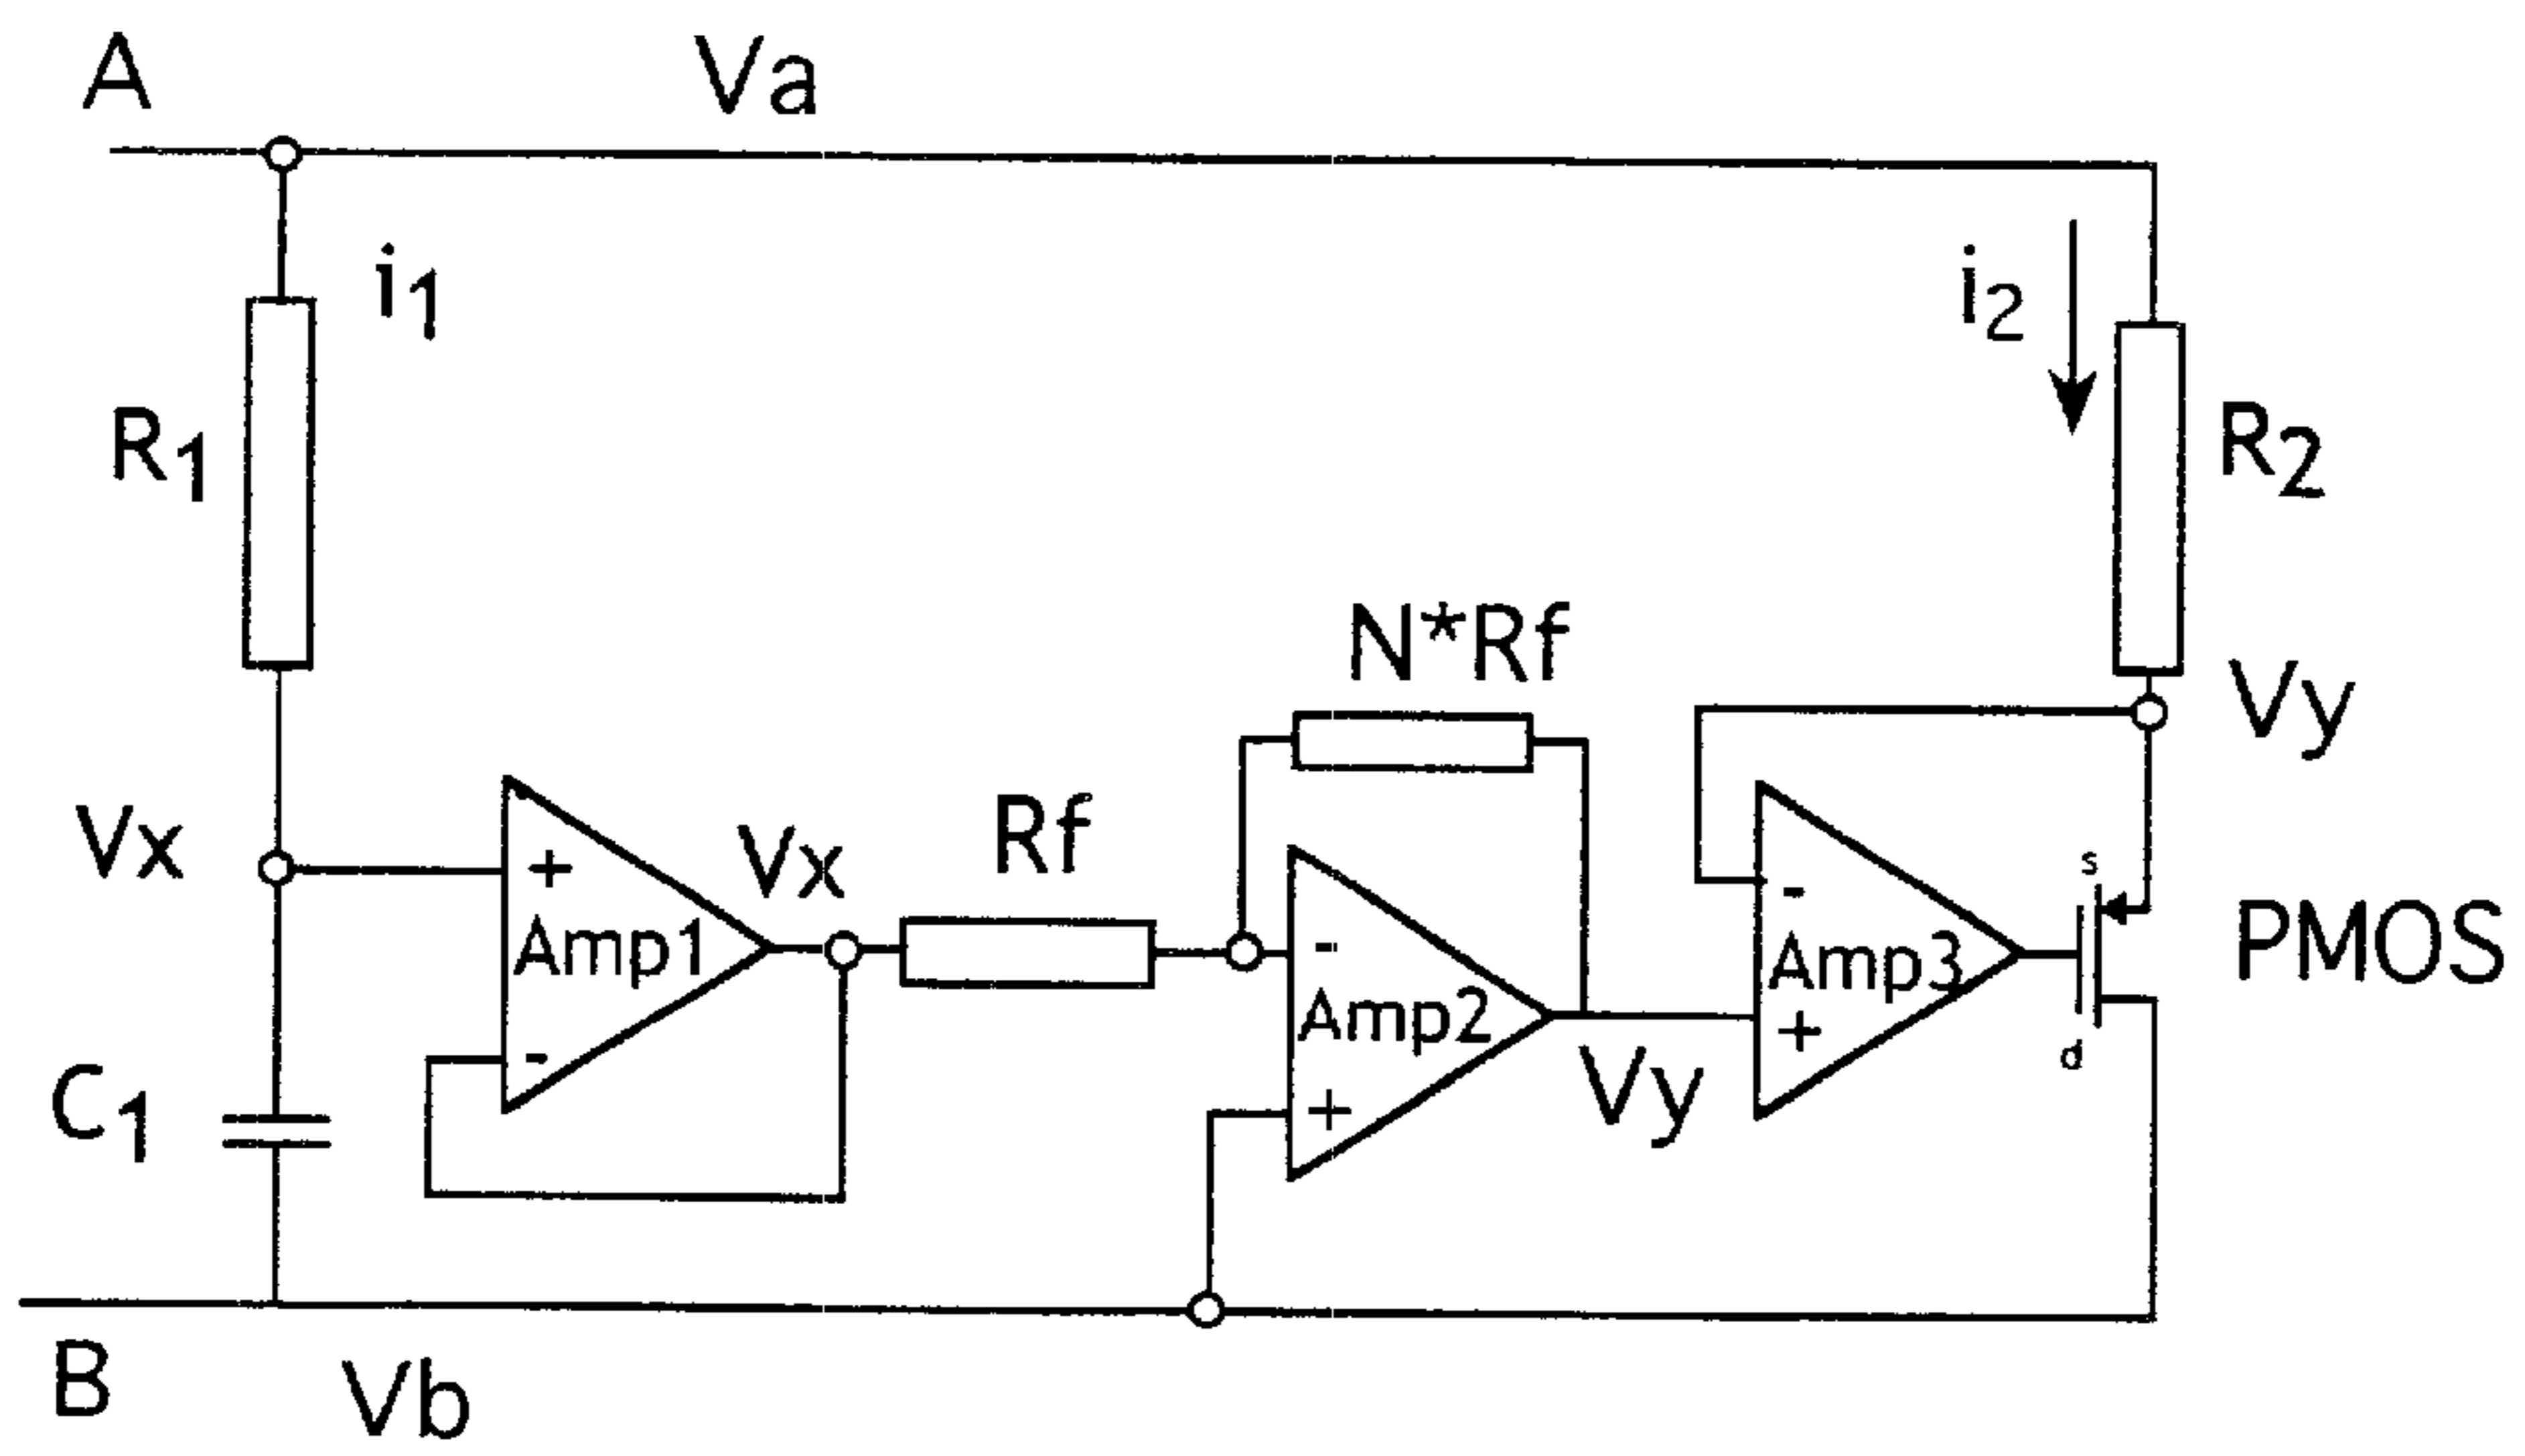 A
Va
i1
i2
R1
R2
N*Rf
Vy
Vx
+
Amp1
-
Vx
Rf
-
Amp2
+
Vy
-
Amp3
+
s
d
PMOS
C1
B
Vb